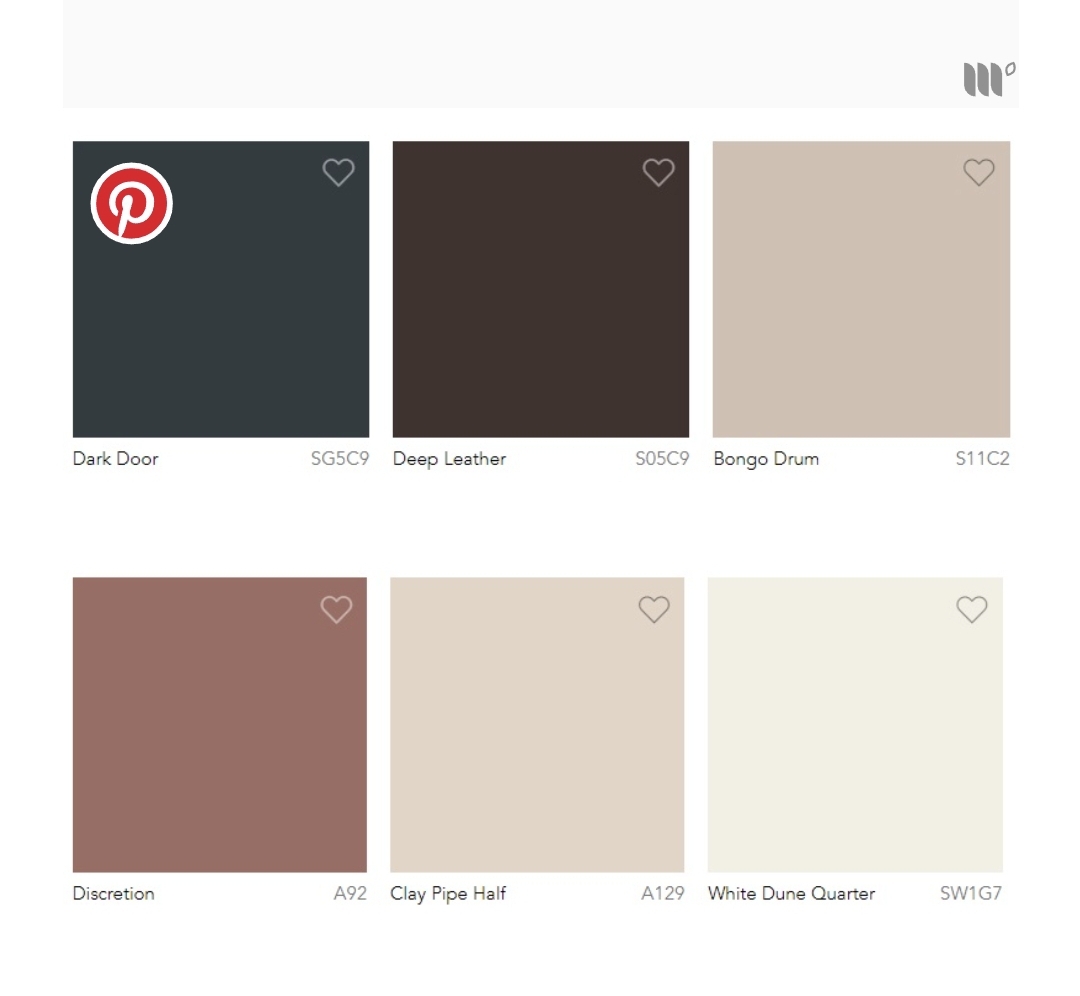 Dark Door SG5C9
Deep Leather S05C9
Bongo Drum S11C2
Discretion A92
Clay Pipe Half A129
White Dune Quarter SW1G7